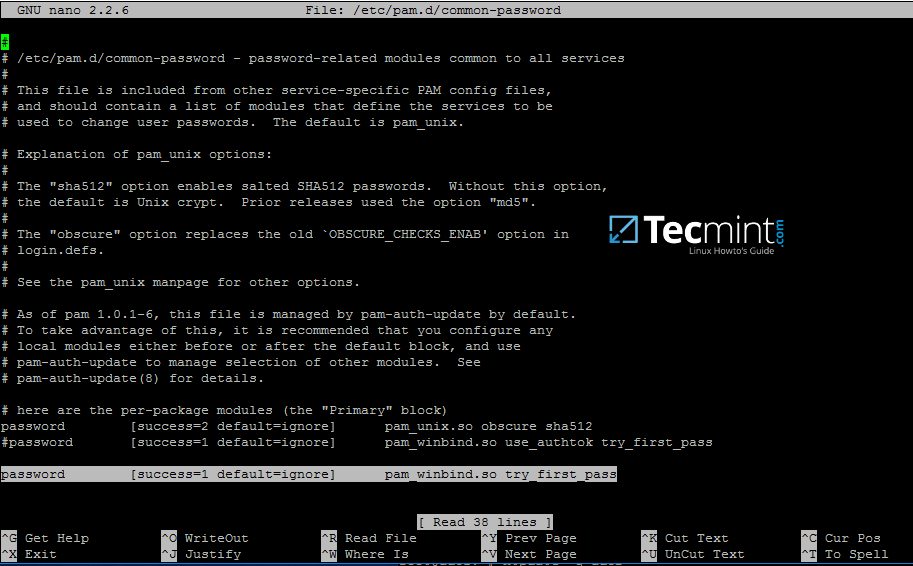 GNU nano 2.2.6 File: /etc/pam.d/common-password
#
# /etc/pam.d/common-password - password-related modules common to all services
#
# This file is included from other service-specific PAM config files,
# and should contain a list of modules that define the services to be
# used to change user passwords.  The default is pam_unix.
# Explanation of pam_unix options:
#
# The "sha512" option enables salted SHA512 passwords.  Without this option,
# the default is Unix crypt.  Prior releases used the option "md5".
#
# The "obscure" option replaces the old `OBSCURE_CHECKS_ENAB' option in
# login.defs.
#
# See the pam_unix manpage for other options.
Tecmint.com
Linux Howto's Guide
# As of pam 1.0.1-6, this file is managed by pam-auth-update by default.
# To take advantage of this, it is recommended that you configure any
# local modules either before or after the default block, and use
# pam-auth-update to manage selection of other modules.  See
# pam-auth-update(8) for details.
# here are the per-package modules (the "Primary" block)
password [success=2 default=ignore] pam_unix.so obscure sha512
#password [success=1 default=ignore] pam_winbind.so use_authtok try_first_pass
password [success=1 default=ignore] pam_winbind.so try_first_pass
[ Read 38 lines ]
^G Get Help ^O WriteOut ^R Read File ^Y Prev Page ^K Cut Text ^C Cur Pos
^X Exit ^J Justify ^W Where Is ^V Next Page ^U UnCut Text ^T To Spell